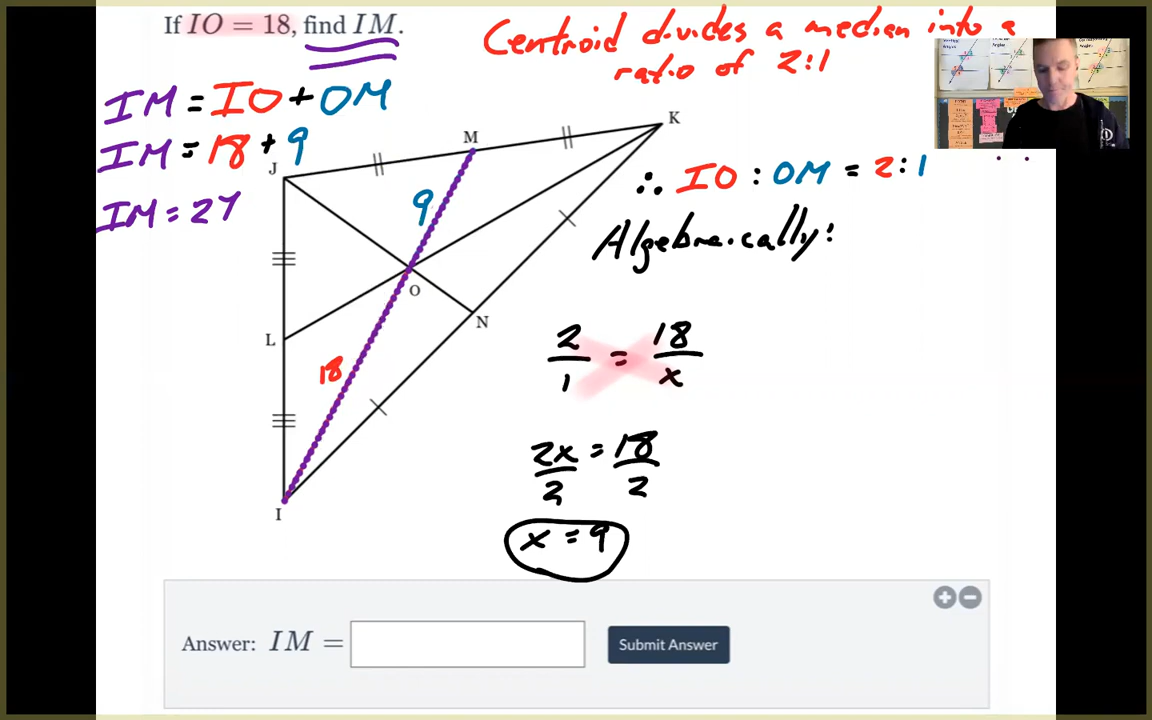 If IO = 18, find IM.
Centroid divides a median into a
ratio of 2:1
IM = IO + OM
IM = 18 + 9
IM = 27
J
M
K
9
O
N
L
18
I
∴ IO : OM = 2:1
Algebraically:
2/1 = 18/x
2x/2 = 18/2
x = 9
Answer: IM =
Submit Answer